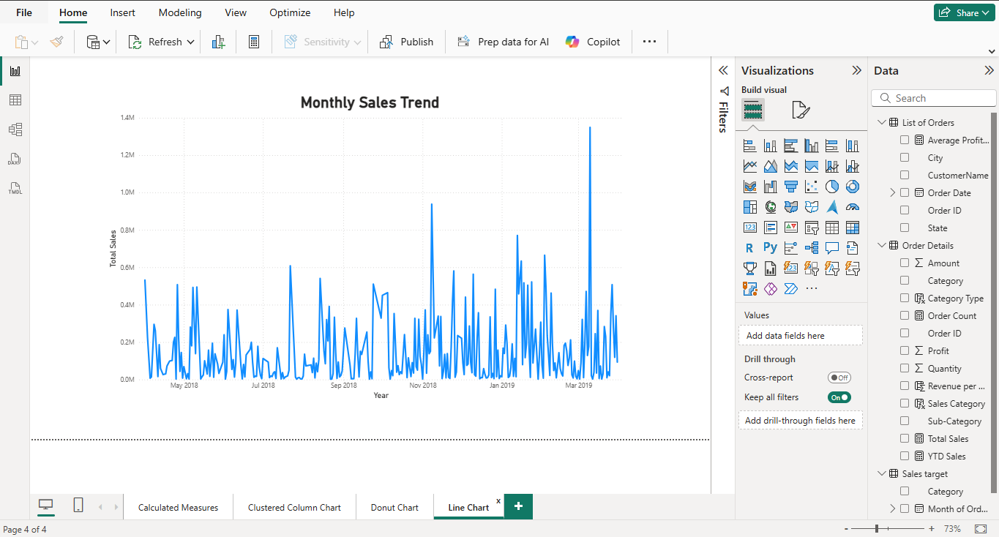 File Home Insert Modeling View Optimize Help Share
Refresh Sensitivity Publish Prep data for AI Copilot ...
Monthly Sales Trend
1.4M
1.2M
1.0M
0.8M
0.6M
0.4M
0.2M
0.0M
Total Sales
May 2018 Jul 2018 Sep 2018 Nov 2018 Jan 2019 Mar 2019
Year
Filters
Visualizations
Build visual
123
R Py
123
...
Values
Add data fields here
Drill through
Cross-report Off
Keep all filters On
Add drill-through fields here
Data
Search
List of Orders
Average Profit...
City
CustomerName
Order Date
Order ID
State
Order Details
Amount
Category
Category Type
Order Count
Order ID
Profit
Quantity
Revenue per ...
Sales Category
Sub-Category
Total Sales
YTD Sales
Sales target
Category
Month of Ord...
DAX
TMDL
Calculated Measures Clustered Column Chart Donut Chart Line Chart x +
Page 4 of 4
- + 73%